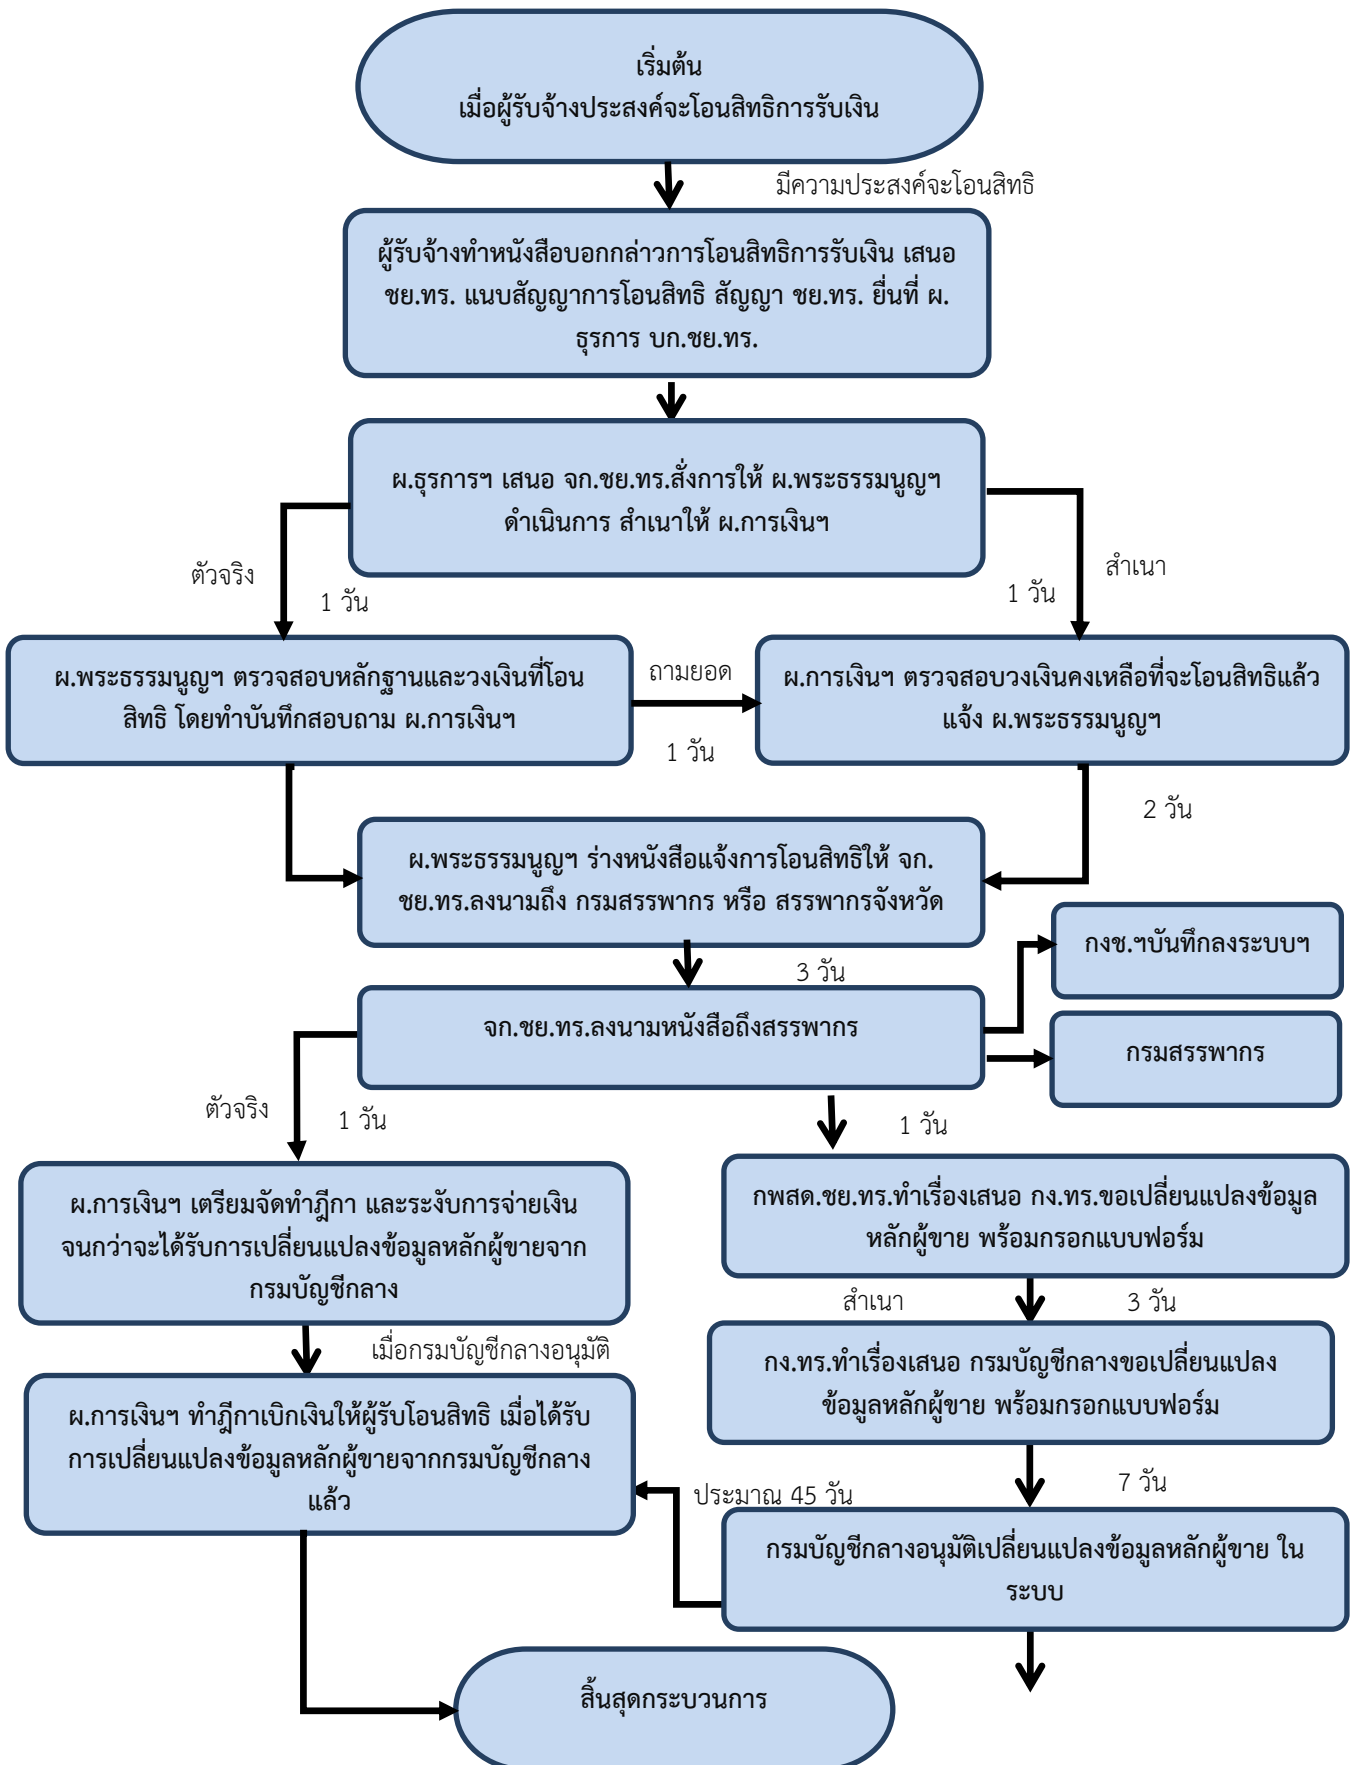 เริ่มต้น
เมื่อผู้รับจ้างประสงค์จะโอนสิทธิการรับเงิน
มีความประสงค์จะโอนสิทธิ
ผู้รับจ้างทำหนังสือบอกกล่าวการโอนสิทธิการรับเงิน เสนอ
ชย.ทร. แนบสัญญาการโอนสิทธิ สัญญา ชย.ทร. ยื่นที่ ผ.
ธุรการ บก.ชย.ทร.
ผ.ธุรการฯ เสนอ จก.ชย.ทร.สั่งการให้ ผ.พระธรรมนูญฯ
ดำเนินการ สำเนาให้ ผ.การเงินฯ
ตัวจริง
1 วัน
สำเนา
1 วัน
ผ.พระธรรมนูญฯ ตรวจสอบหลักฐานและวงเงินที่โอน
สิทธิ โดยทำบันทึกสอบถาม ผ.การเงินฯ
ถามยอด
1 วัน
ผ.การเงินฯ ตรวจสอบวงเงินคงเหลือที่จะโอนสิทธิแล้ว
แจ้ง ผ.พระธรรมนูญฯ
2 วัน
ผ.พระธรรมนูญฯ ร่างหนังสือแจ้งการโอนสิทธิให้ จก.
ชย.ทร.ลงนามถึง กรมสรรพากร หรือ สรรพากรจังหวัด
3 วัน
กงช.ฯบันทึกลงระบบฯ
จก.ชย.ทร.ลงนามหนังสือถึงสรรพากร
กรมสรรพากร
ตัวจริง
1 วัน
1 วัน
ผ.การเงินฯ เตรียมจัดทำฎีกา และระงับการจ่ายเงิน
จนกว่าจะได้รับการเปลี่ยนแปลงข้อมูลหลักผู้ขายจาก
กรมบัญชีกลาง
กพสด.ชย.ทร.ทำเรื่องเสนอ กง.ทร.ขอเปลี่ยนแปลงข้อมูล
หลักผู้ขาย พร้อมกรอกแบบฟอร์ม
สำเนา
3 วัน
เมื่อกรมบัญชีกลางอนุมัติ
กง.ทร.ทำเรื่องเสนอ กรมบัญชีกลางขอเปลี่ยนแปลง
ข้อมูลหลักผู้ขาย พร้อมกรอกแบบฟอร์ม
ผ.การเงินฯ ทำฎีกาเบิกเงินให้ผู้รับโอนสิทธิ เมื่อได้รับ
การเปลี่ยนแปลงข้อมูลหลักผู้ขายจากกรมบัญชีกลาง
แล้ว
7 วัน
ประมาณ 45 วัน
กรมบัญชีกลางอนุมัติเปลี่ยนแปลงข้อมูลหลักผู้ขาย ใน
ระบบ
สิ้นสุดกระบวนการ